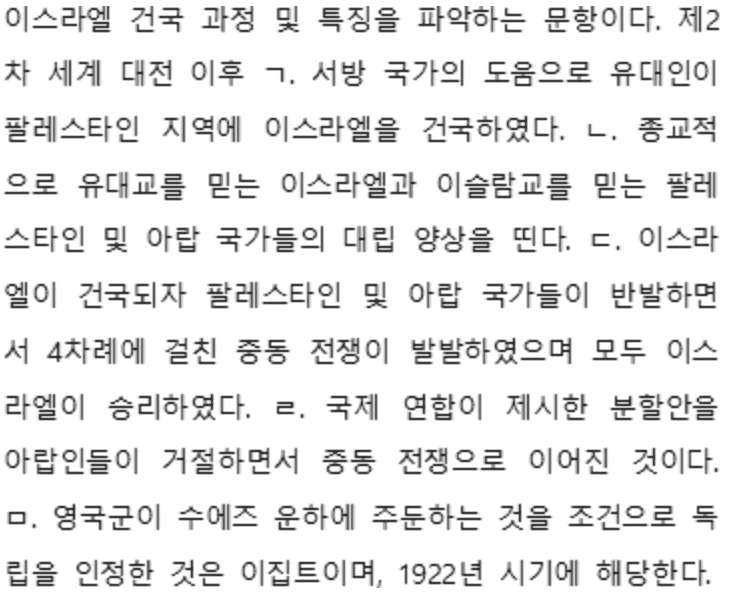 이스라엘 건국 과정 및 특징을 파악하는 문항이다. 제2
차 세계 대전 이후 ㄱ. 서방 국가의 도움으로 유대인이
팔레스타인 지역에 이스라엘을 건국하였다. ㄴ. 종교적
으로 유대교를 믿는 이스라엘과 이슬람교를 믿는 팔레
스타인 및 아랍 국가들의 대립 양상을 띤다. ㄷ. 이스라
엘이 건국되자 팔레스타인 및 아랍 국가들이 반발하면
서 4차례에 걸친 중동 전쟁이 발발하였으며 모두 이스
라엘이 승리하였다. ㄹ. 국제 연합이 제시한 분할안을
아랍인들이 거절하면서 중동 전쟁으로 이어진 것이다.
ㅁ. 영국군이 수에즈 운하에 주둔하는 것을 조건으로 독
립을 인정한 것은 이집트이며, 1922년 시기에 해당한다.